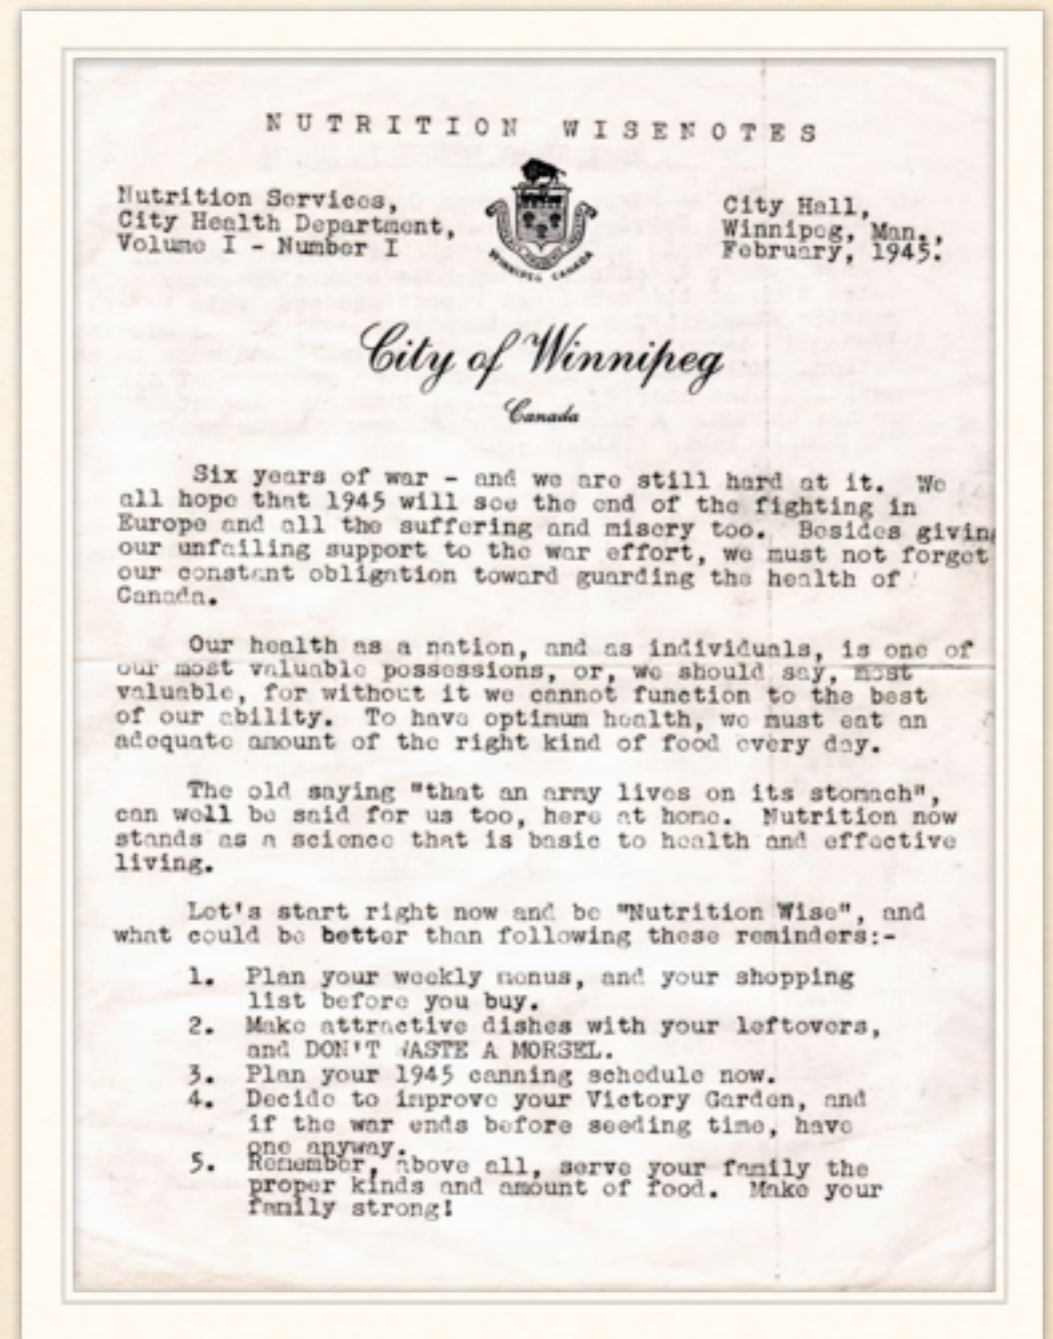 NUTRITION WISENOTES
Nutrition Services,
City Health Department,
Volume I - Number I
WINNIPEG CANADA
City Hall,
Winnipeg, Man.,
February, 1945.
City of Winnipeg
Canada
Six years of war - and we are still hard at it. We
all hope that 1945 will see the end of the fighting in
Europe and all the suffering and misery too. Besides giving
our unfailing support to the war effort, we must not forget
our constant obligation toward guarding the health of
Canada.
Our health as a nation, and as individuals, is one of
our most valuable possessions, or, we should say, most
valuable, for without it we cannot function to the best
of our ability. To have optimum health, we must eat an
adequate amount of the right kind of food every day.
The old saying "that an army lives on its stomach",
can well be said for us too, here at home. Nutrition now
stands as a science that is basic to health and effective
living.
Let's start right now and be "Nutrition Wise", and
what could be better than following these reminders:-
1. Plan your weekly menus, and your shopping
list before you buy.
2. Make attractive dishes with your leftovers,
and DON'T WASTE A MORSEL.
3. Plan your 1945 canning schedule now.
4. Decide to improve your Victory Garden, and
if the war ends before seeding time, have
one anyway.
5. Remember, above all, serve your family the
proper kinds and amount of food. Make your
family strong!